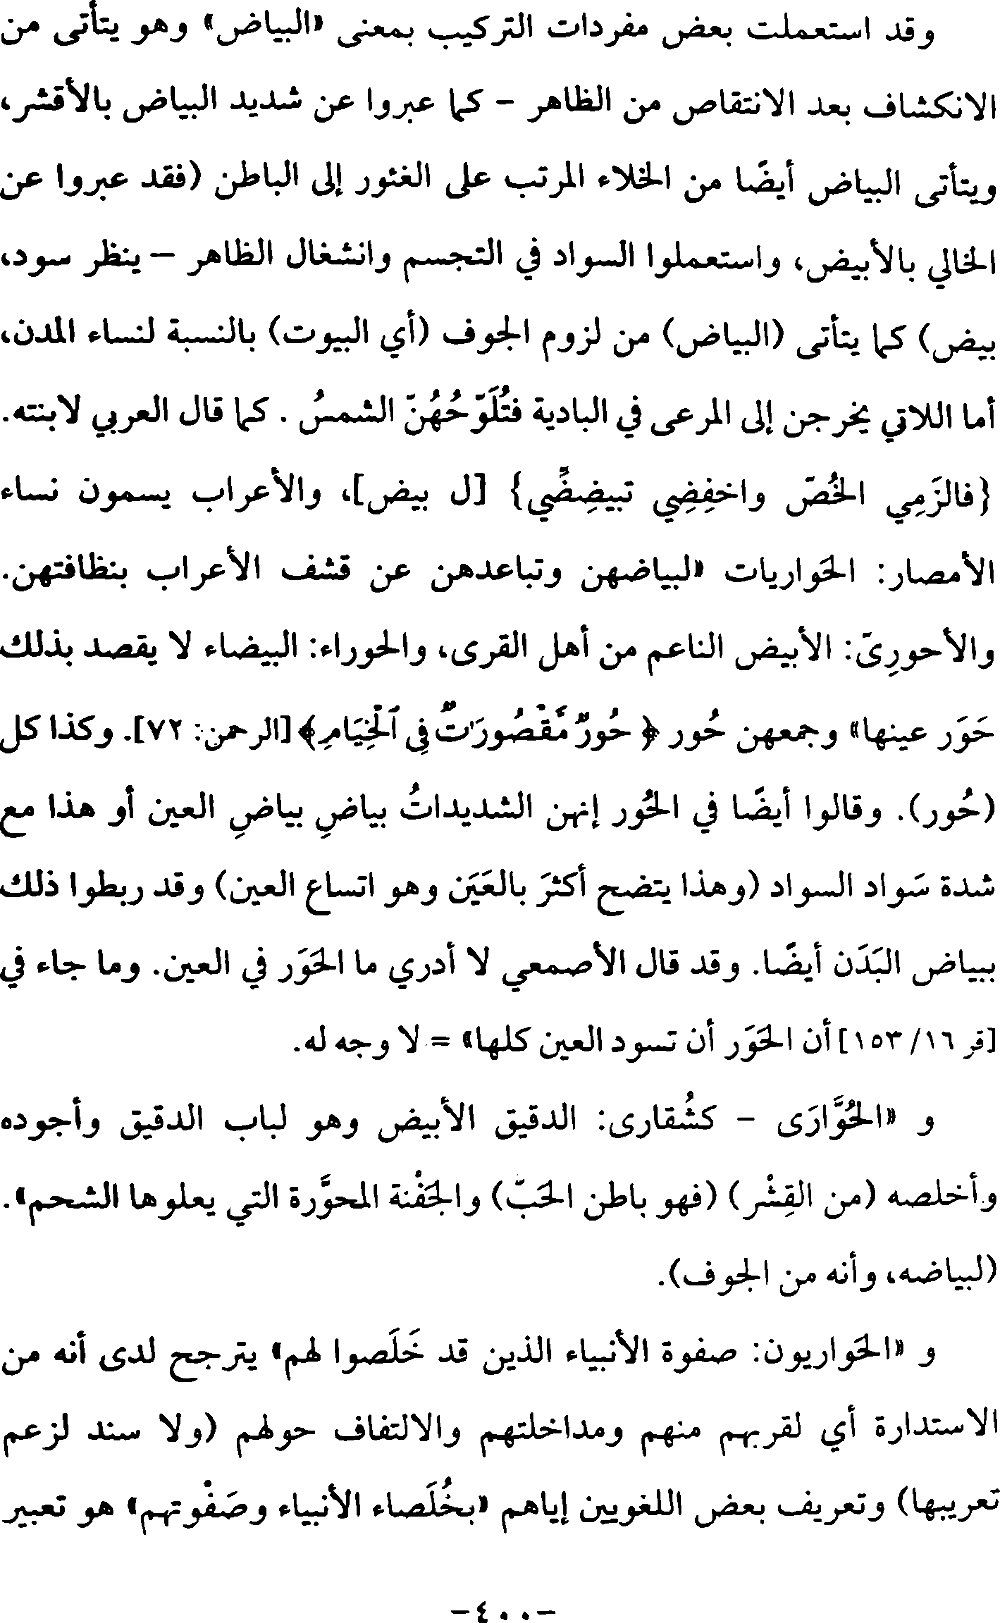 وقد استعملت بعض مفردات التركيب بمعنى «البياض» وهو يتأتى من
الانكشاف بعد الانتقاص من الظاهر - كما عبروا عن شديد البياض بالأقشر،
ويتأتى البياض أيضًا من الخلاء المرتب على الغئور إلى الباطن (فقد عبروا عن
الخالي بالأبيض، واستعملوا السواد في التجسم وانشغال الظاهر – ينظر سود،
بيض) كما يتأتى (البياض) من لزوم الجوف (أي البيوت) بالنسبة لنساء المدن،
أما اللاتي يخرجن إلى المرعى في البادية فتُلَوّحُهُنّ الشمسُ . كما قال العربي لابنته.
{فالزَمِي الخُصّ واخفِضِي تبيضِضِّي} [ل بيض]، والأعراب يسمون نساء
الأمصار: الحَواريات «لبياضهن وتباعدهن عن قشف الأعراب بنظافتهن.
والأحورِىّ: الأبيض الناعم من أهل القرى، والحوراء: البيضاء لا يقصد بذلك
حَوَر عينها» وجمعهن حُور ﴿ حُورٌ مَّقْصُورَٰتٌ فِى ٱلْخِيَامِ﴾ [الرحمن: ٧٢]. وكذا كل
(حُور). وقالوا أيضًا في الحُور إنهن الشديداتُ بياضِ بياضِ العين أو هذا مع
شدة سَواد السواد (وهذا يتضح أكثرَ بالعَيَن وهو اتساع العين) وقد ربطوا ذلك
ببياض البَدَن أيضًا. وقد قال الأصمعي لا أدري ما الحَوَر في العين. وما جاء في
[قر ١٦/ ١٥٣] أن الحَوَر أن تسود العين كلها» = لا وجه له.
و «الحُوَّارَى - كشُقارى: الدقيق الأبيض وهو لباب الدقيق وأجوده
وأخلصه (من القِشْر) (فهو باطن الحَبّ) والجَفْنة المحوَّرة التي يعلوها الشحم».
(لبياضه، وأنه من الجوف).
و «الحَواريون: صفوة الأنبياء الذين قد خَلَصوا لهم» يترجح لدى أنه من
الاستدارة أي لقربهم منهم ومداخلتهم والالتفاف حولهم (ولا سند لزعم
تعريبها) وتعريف بعض اللغويين إياهم «بخُلَصاء الأنبياء وصَفْوتهم» هو تعبير
-٤٠٠-